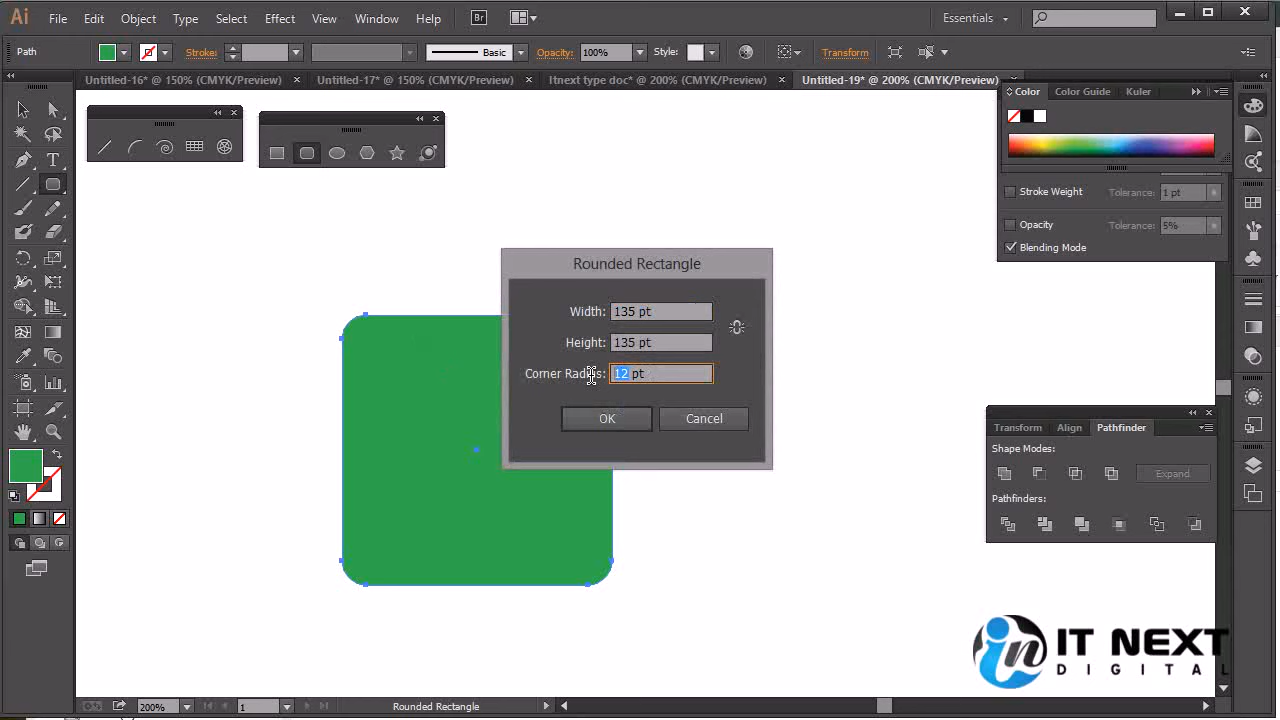 Ai File Edit Object Type Select Effect View Window Help Br Essentials
Path Stroke: Basic Opacity: 100% Style: Transform
Untitled-16* @ 150% (CMYK/Preview) × Untitled-17* @ 150% (CMYK/Preview) × Itnext type doc* @ 200% (CMYK/Preview) × Untitled-19* @ 200% (CMYK/Preview)
Color Color Guide Kuler
Stroke Weight Tolerance: 1 pt
Opacity Tolerance: 5%
Blending Mode
Rounded Rectangle
Width: 135 pt
Height: 135 pt
Corner Radius: 12 pt
OK Cancel
Transform Align Pathfinder
Shape Modes:
Expand
Pathfinders:
in IT NEXT
DIGITAL
200% 1 Rounded Rectangle